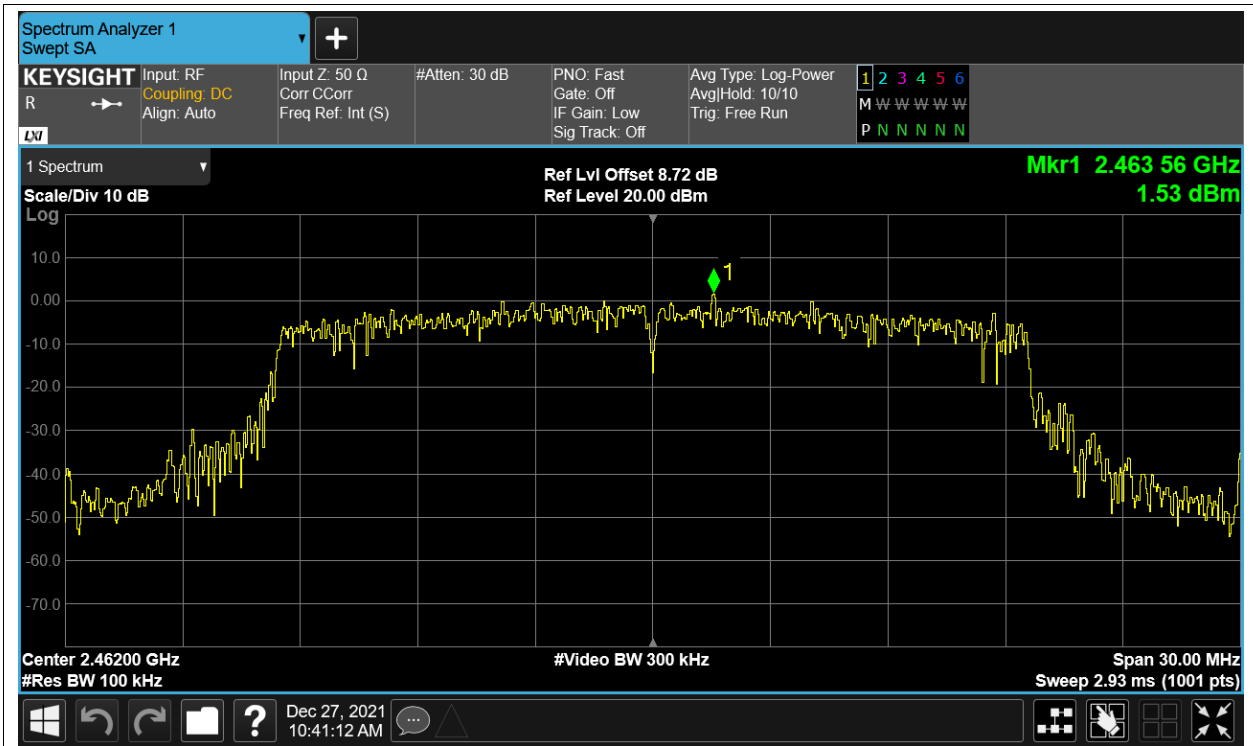 Spectrum Analyzer 1
Swept SA
KEYSIGHT
R
LXI
Input: RF
Coupling: DC
Align: Auto
Input Z: 50 Ω
Corr CCorr
Freq Ref: Int (S)
#Atten: 30 dB
PNO: Fast
Gate: Off
IF Gain: Low
Sig Track: Off
Avg Type: Log-Power
Avg|Hold: 10/10
Trig: Free Run
1 2 3 4 5 6
M W W W W W
P N N N N N
1 Spectrum
Scale/Div 10 dB
Ref Lvl Offset 8.72 dB
Ref Level 20.00 dBm
Mkr1 2.463 56 GHz
1.53 dBm
Log
10.0
0.00
-10.0
-20.0
-30.0
-40.0
-50.0
-60.0
-70.0
1
Center 2.46200 GHz
#Res BW 100 kHz
#Video BW 300 kHz
Span 30.00 MHz
Sweep 2.93 ms (1001 pts)
?
Dec 27, 2021
10:41:12 AM